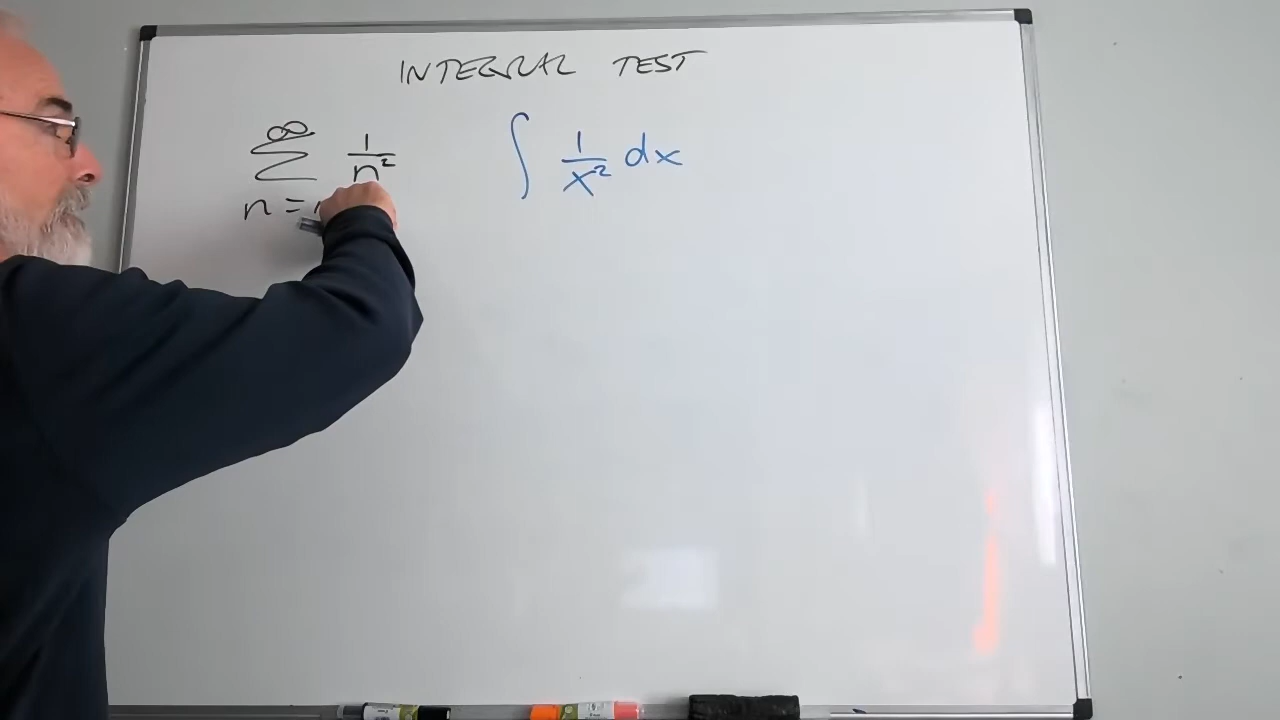 INTEGRAL TEST
∞
∑ 1/n² ∫ 1/x² dx
n =